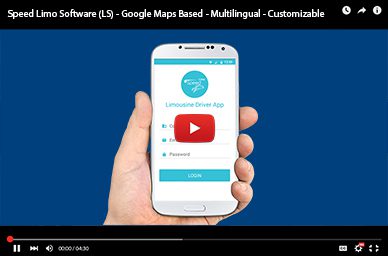 Speed Limo Software (LS) - Google Maps Based - Multilingual - Customizable
Limousine Driver App
Password
LOGIN
00:00 / 04:30